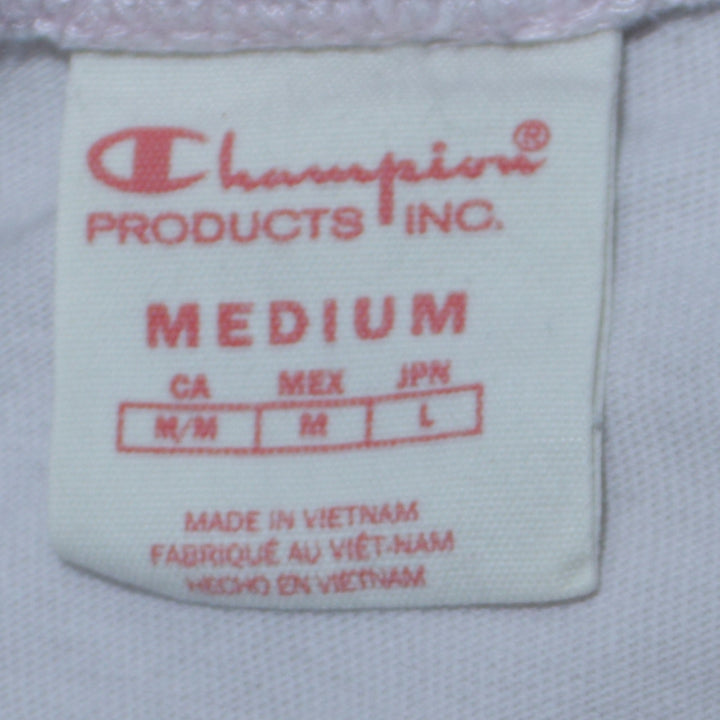 Champion®
PRODUCTS INC.
MEDIUM
CA MEX JPN
M/M M L
MADE IN VIETNAM
FABRIQUÉ AU VIÊT-NAM
HECHO EN VIETNAM